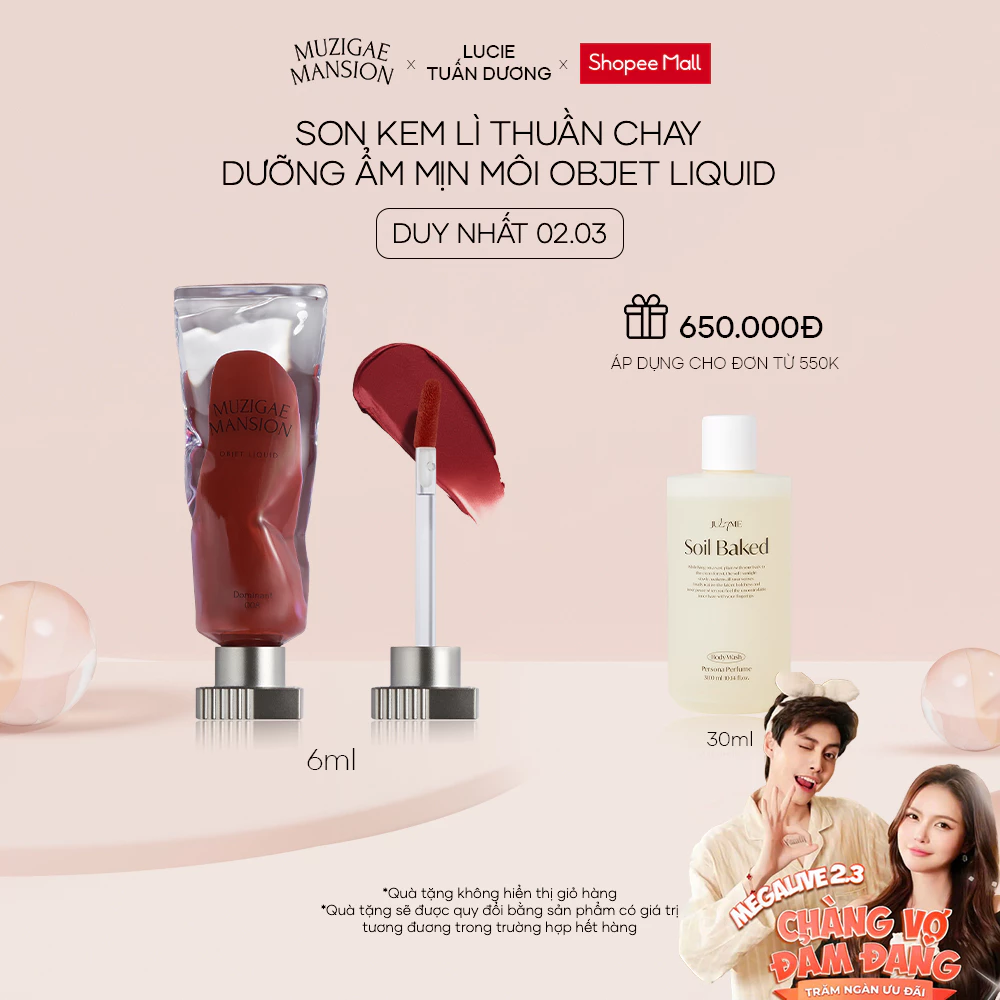 MUZIGAE
MANSION
x
LUCIE
TUẤN DƯƠNG
x
Shopee Mall
SON KEM LÌ THUẦN CHAY
DƯỠNG ẨM MỊN MÔI OBJET LIQUID
DUY NHẤT 02.03
650.000Đ
ÁP DỤNG CHO ĐƠN TỪ 550K
MUZIGAE
MANSION
OBJET LIQUID
008
JULYME
Soil Baked
Body Wash
Persona Perfume
6ml
30ml
*Quà tặng không hiển thị giỏ hàng
*Quà tặng sẽ được quy đổi bằng sản phẩm có giá trị
tương đương trong trường hợp hết hàng
MEGALIVE 2.3
CHÀNG VỢ
ĐẢM ĐANG
TRĂM NGÀN ƯU ĐÃI